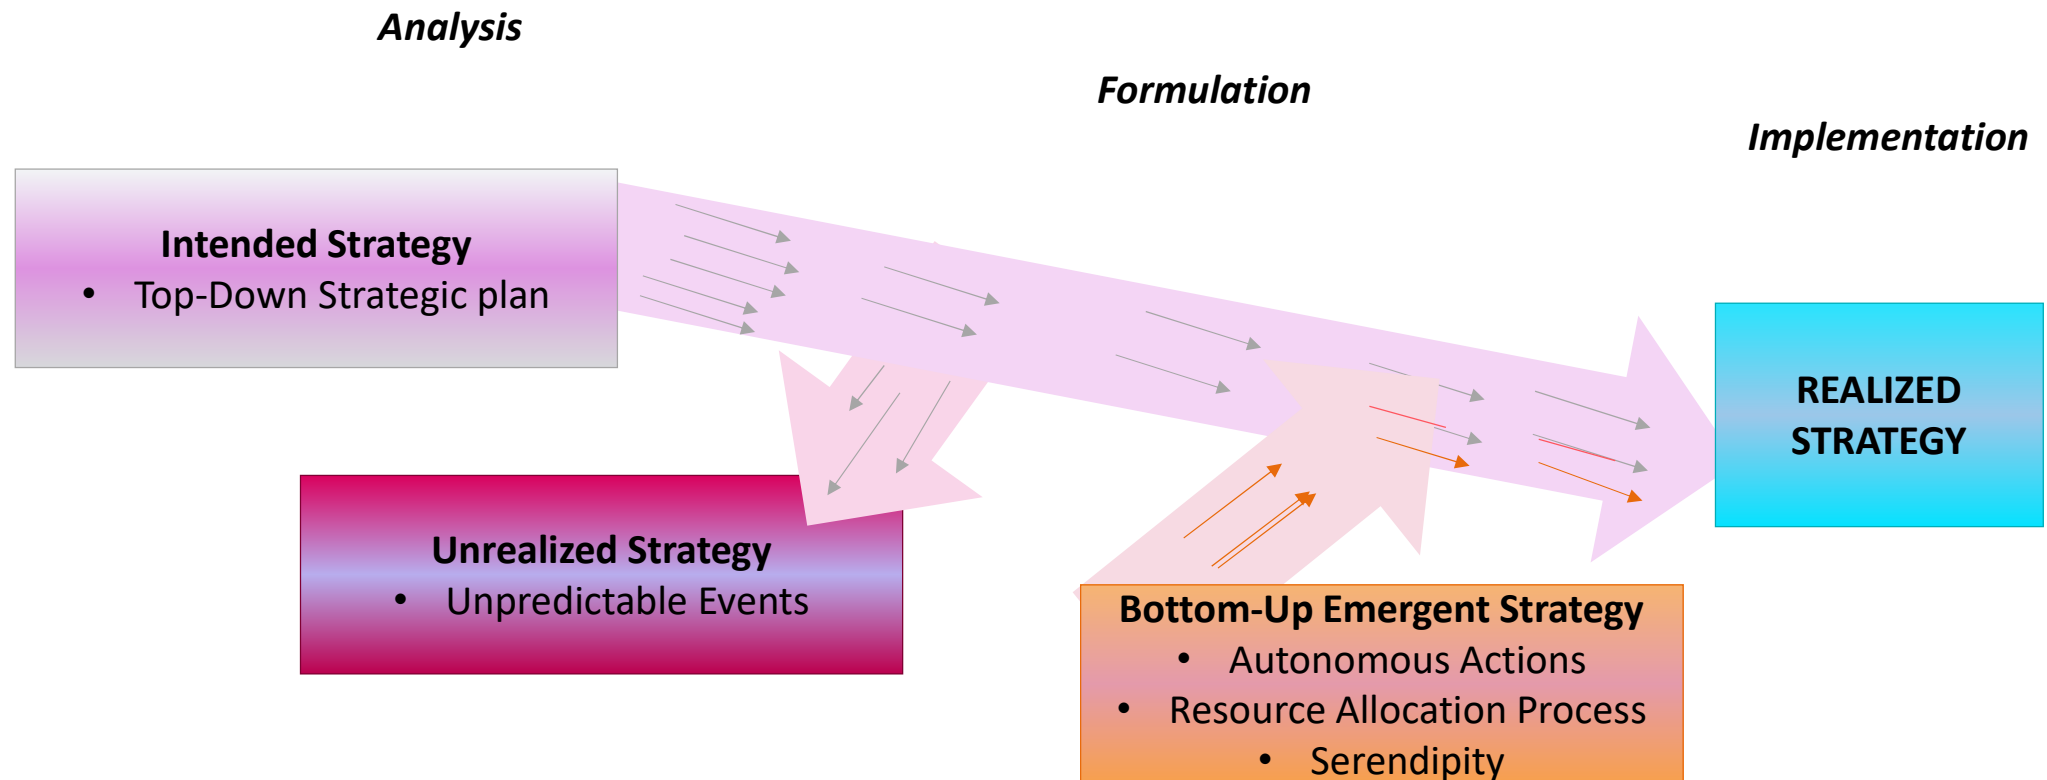 Analysis
Formulation
Implementation
Intended Strategy
• Top-Down Strategic plan
REALIZED
STRATEGY
Unrealized Strategy
• Unpredictable Events
Bottom-Up Emergent Strategy
• Autonomous Actions
• Resource Allocation Process
• Serendipity